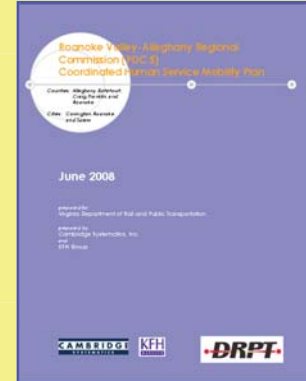 Roanoke Valley-Alleghany Regional
Commission (PDC 5)
Coordinated Human Service Mobility Plan
Counties: Alleghany, Botetourt,
Craig, Franklin and
Roanoke
Cities: Covington, Roanoke
and Salem
June 2008
prepared for
Virginia Department of Rail and Public Transportation
prepared by
Cambridge Systematics, Inc.
and
KFH Group
CAMBRIDGE
SYSTEMATICS
KFH
GROUP
DRPT